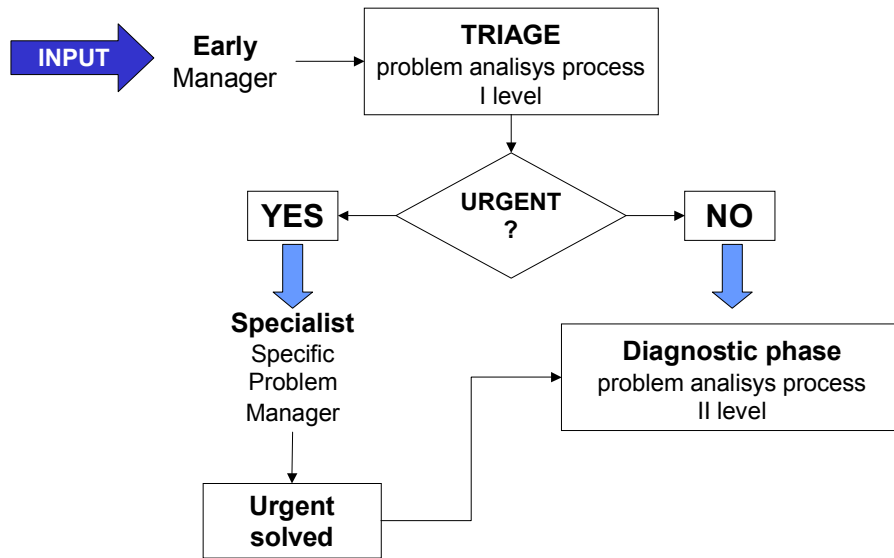 INPUT
Early
Manager
TRIAGE
problem analisys process
I level
URGENT
?
YES
NO
Specialist
Specific
Problem
Manager
Diagnostic phase
problem analisys process
II level
Urgent
solved